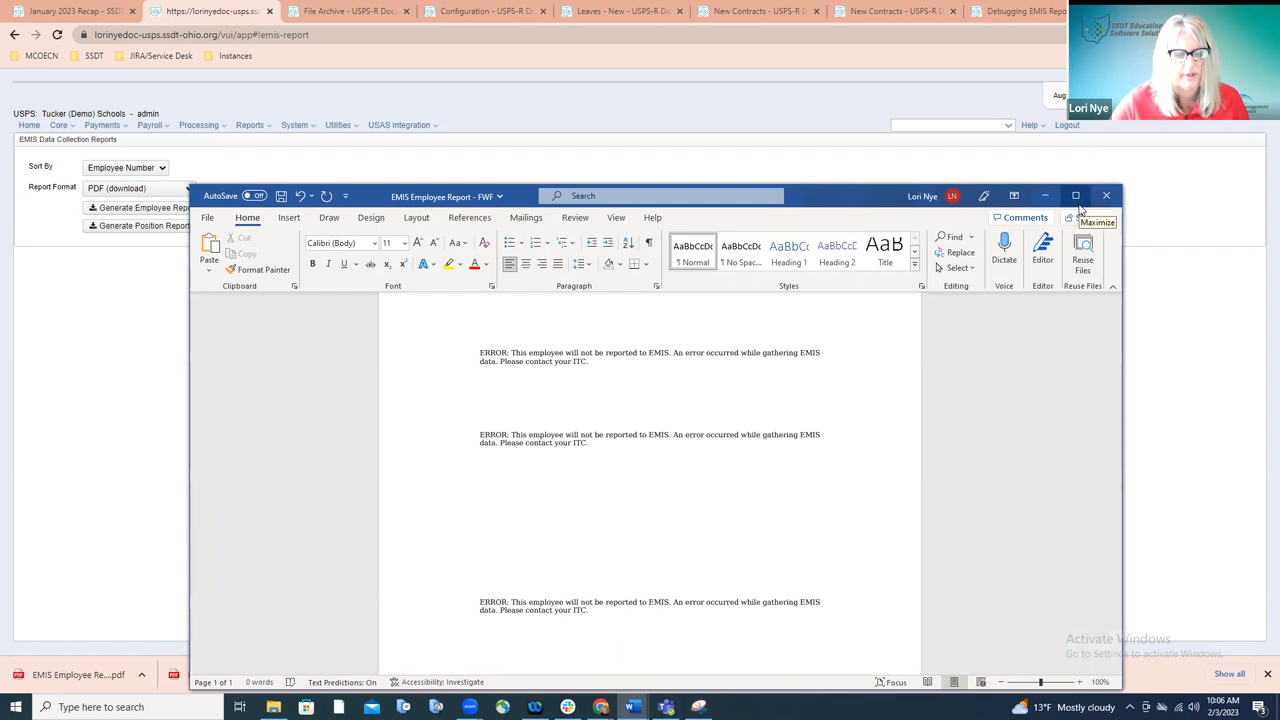 January 2023 Recap - SSD
https://lorinyedoc-usps.ssdt-ohi
File Archive - USPS-R Docu
Configuration - USPS-R D
Leaves - New - USPS-R Do
New Contracts - USPS-R D
New Contracts - USPS-R D
Debugging EMIS Repo
SSDT Education
Software Solut
lorinyedoc-usps.ssdt-ohio.org/vui/app#emisreport
MCOECN
SSDT
JIRA/Service Desk
Instances
Aug
Lori Nye
USPS: Tucker (Demo) Schools - admin
Home
Core
Payments
Payroll
Processing
Reports
System
Utilities
USAS Integration
Help
Logout
EMIS Data Collection Reports
Sort By
Employee Number
Report Format
PDF (download)
Generate Employee Repo
Generate Position Report
AutoSave
Off
EMIS Employee Report - FWF
Search
Lori Nye
LN
File
Home
Insert
Draw
Design
Layout
References
Mailings
Review
View
Help
Comments
Maximize
Paste
Cut
Copy
Format Painter
Clipboard
Calibri (Body)
11
Font
Paragraph
AaBbCcDc
¶ Normal
AaBbCcDc
¶ No Spac...
AaBbCc
Heading 1
AaBbCcD
Heading 2
AaB
Title
Styles
Find
Replace
Select
Editing
Dictate
Voice
Editor
Editor
Reuse
Files
Reuse Files
ERROR: This employee will not be reported to EMIS. An error occurred while gathering EMIS
data. Please contact your ITC.
ERROR: This employee will not be reported to EMIS. An error occurred while gathering EMIS
data. Please contact your ITC.
ERROR: This employee will not be reported to EMIS. An error occurred while gathering EMIS
data. Please contact your ITC.
Activate Windows
Go to Settings to activate Windows.
EMIS Employee Re....pdf
Show all
Page 1 of 1
0 words
Text Predictions: On
Accessibility: Investigate
Focus
100%
Type here to search
13°F Mostly cloudy
10:06 AM
2/3/2023